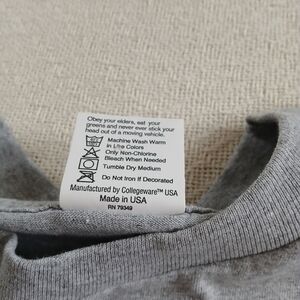 Obey your elders, eat your
greens and never ever stick your
head out of a moving vehicle.
Machine Wash Warm
in Like Colors
Only Non-Chlorine
Bleach When Needed
Tumble Dry Medium
Do Not Iron If Decorated
Manufactured by Collegeware™ USA
Made in USA
RN 79349